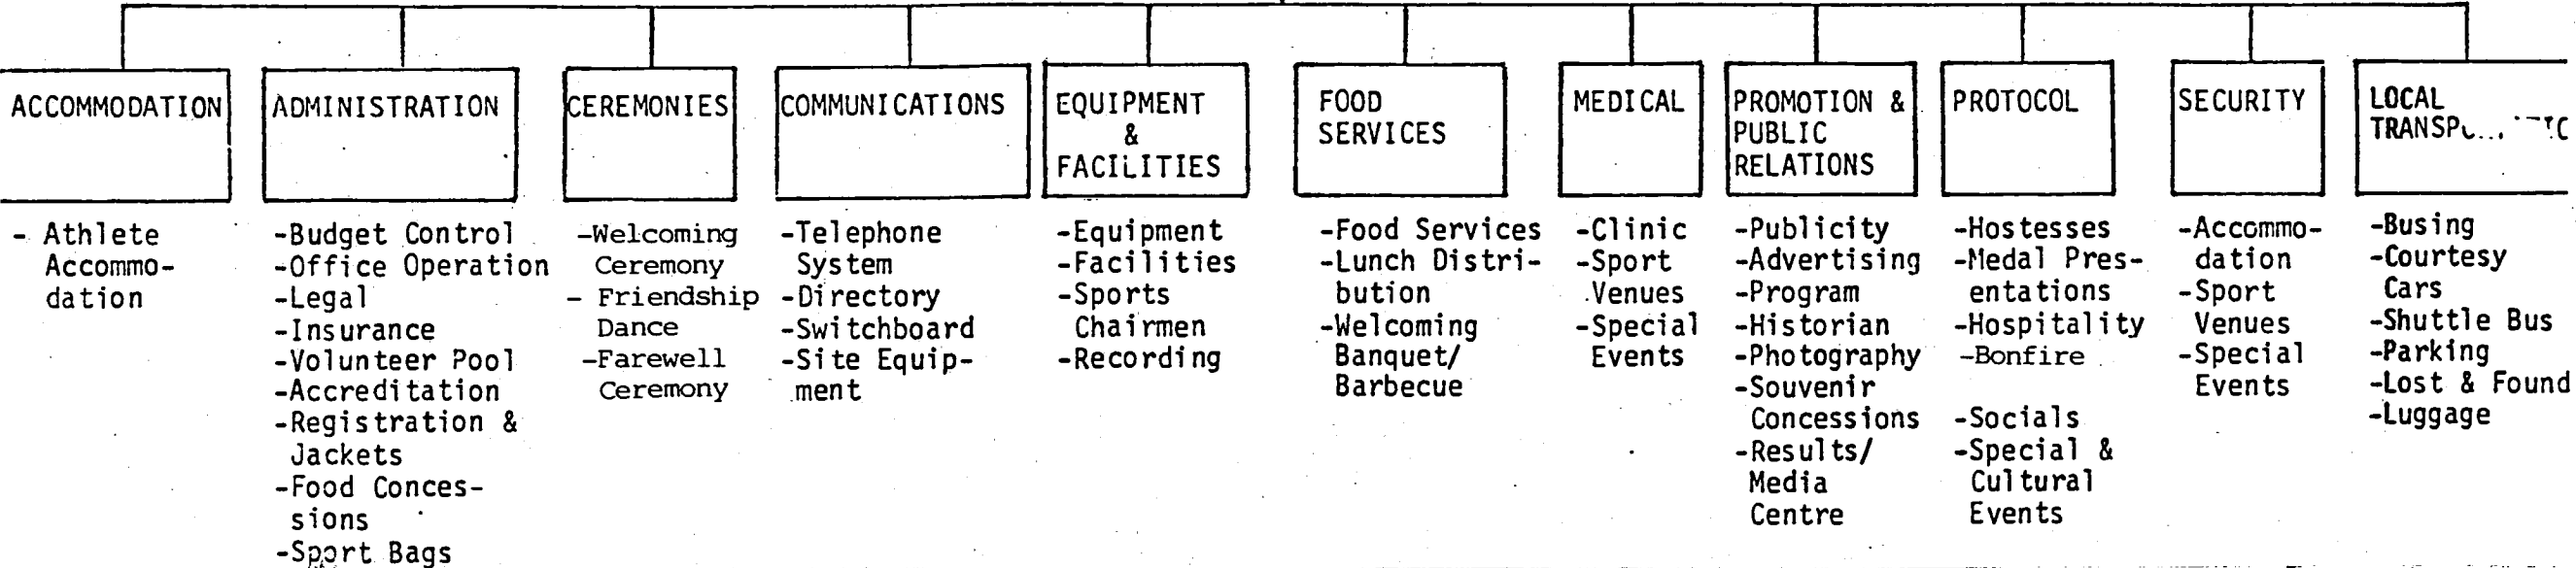 ACCOMMODATION
- Athlete
Accommo-
dation
ADMINISTRATION
-Budget Control
-Office Operation
-Legal
-Insurance
-Volunteer Pool
-Accreditation
-Registration &
Jackets
-Food Conces-
sions
-Sport Bags
CEREMONIES
-Welcoming
Ceremony
- Friendship
Dance
-Farewell
Ceremony
COMMUNICATIONS
-Telephone
System
-Directory
-Switchboard
-Site Equip-
ment
EQUIPMENT
&
FACILITIES
-Equipment
-Facilities
-Sports
Chairmen
-Recording
FOOD
SERVICES
-Food Services
-Lunch Distri-
bution
-Welcoming
Banquet/
Barbecue
MEDICAL
-Clinic
-Sport
Venues
-Special
Events
PROMOTION &
PUBLIC
RELATIONS
-Publicity
-Advertising
-Program
-Historian
-Photography
-Souvenir
Concessions
-Results/
Media
Centre
PROTOCOL
-Hostesses
-Medal Pres-
entations
-Hospitality
-Bonfire
-Socials
-Special &
Cultural
Events
SECURITY
-Accommo-
dation
-Sport
Venues
-Special
Events
LOCAL
-Busing
-Courtesy
Cars
-Shuttle Bus
-Parking
-Lost & Found
-Luggage